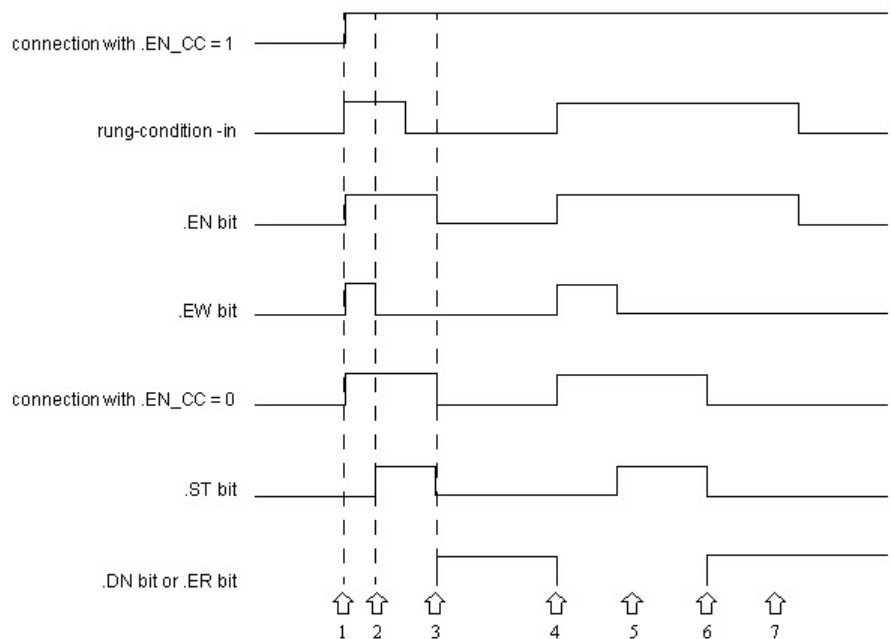 connection with .EN_CC = 1
rung-condition -in
.EN bit
.EW bit
connection with .EN_CC = 0
.ST bit
.DN bit or .ER bit
1 2 3 4 5 6 7